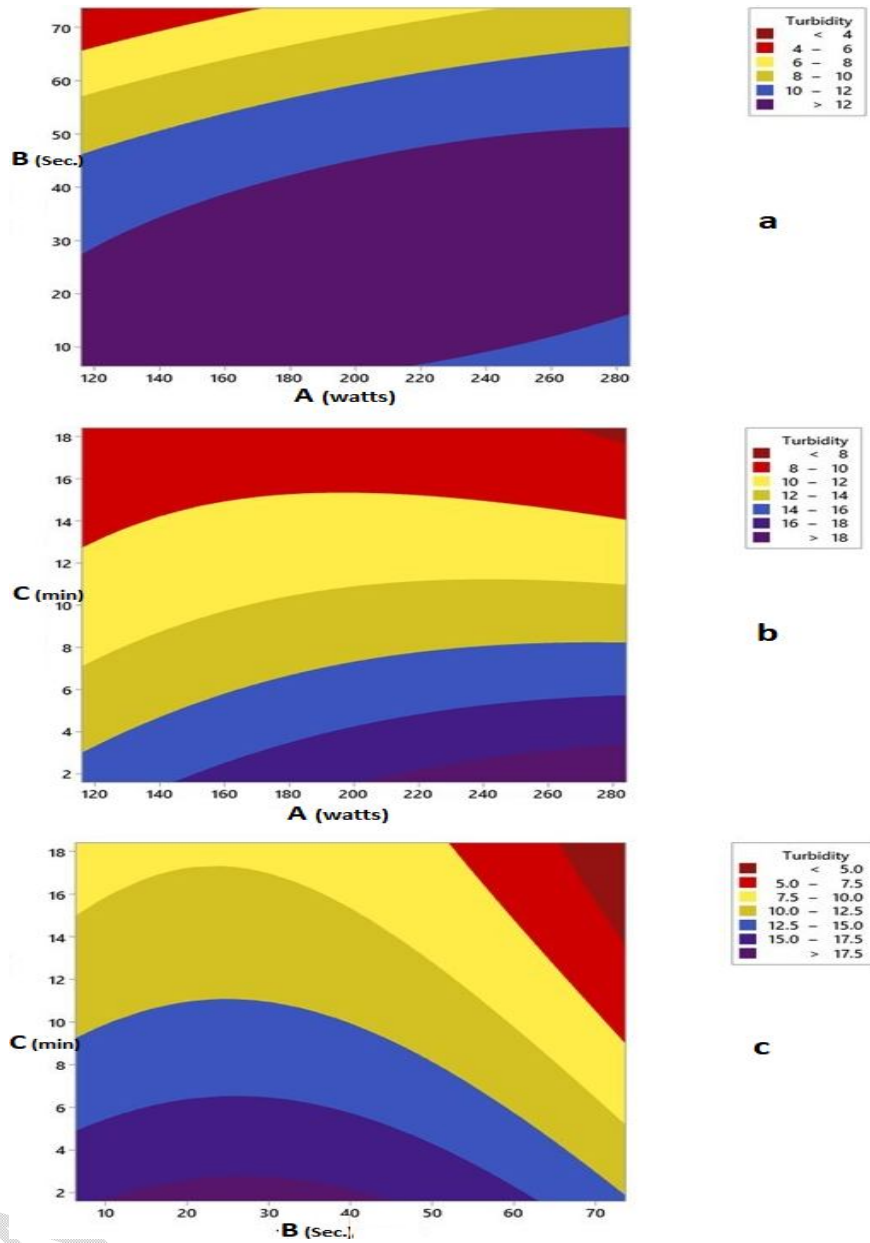 Turbidity
< 4
4 – 6
6 – 8
8 – 10
10 – 12
> 12
70
60
50
B (Sec.)
40
30
20
10
120 140 160 180 200 220 240 260 280
A (watts)
a
Turbidity
< 8
8 – 10
10 – 12
12 – 14
14 – 16
16 – 18
> 18
18
16
14
12
C (min)
10
8
6
4
2
120 140 160 180 200 220 240 260 280
A (watts)
b
Turbidity
< 5.0
5.0 – 7.5
7.5 – 10.0
10.0 – 12.5
12.5 – 15.0
15.0 – 17.5
> 17.5
18
16
14
12
10
C (min)
8
6
4
2
10 20 30 40 50 60 70
B (Sec.)
c